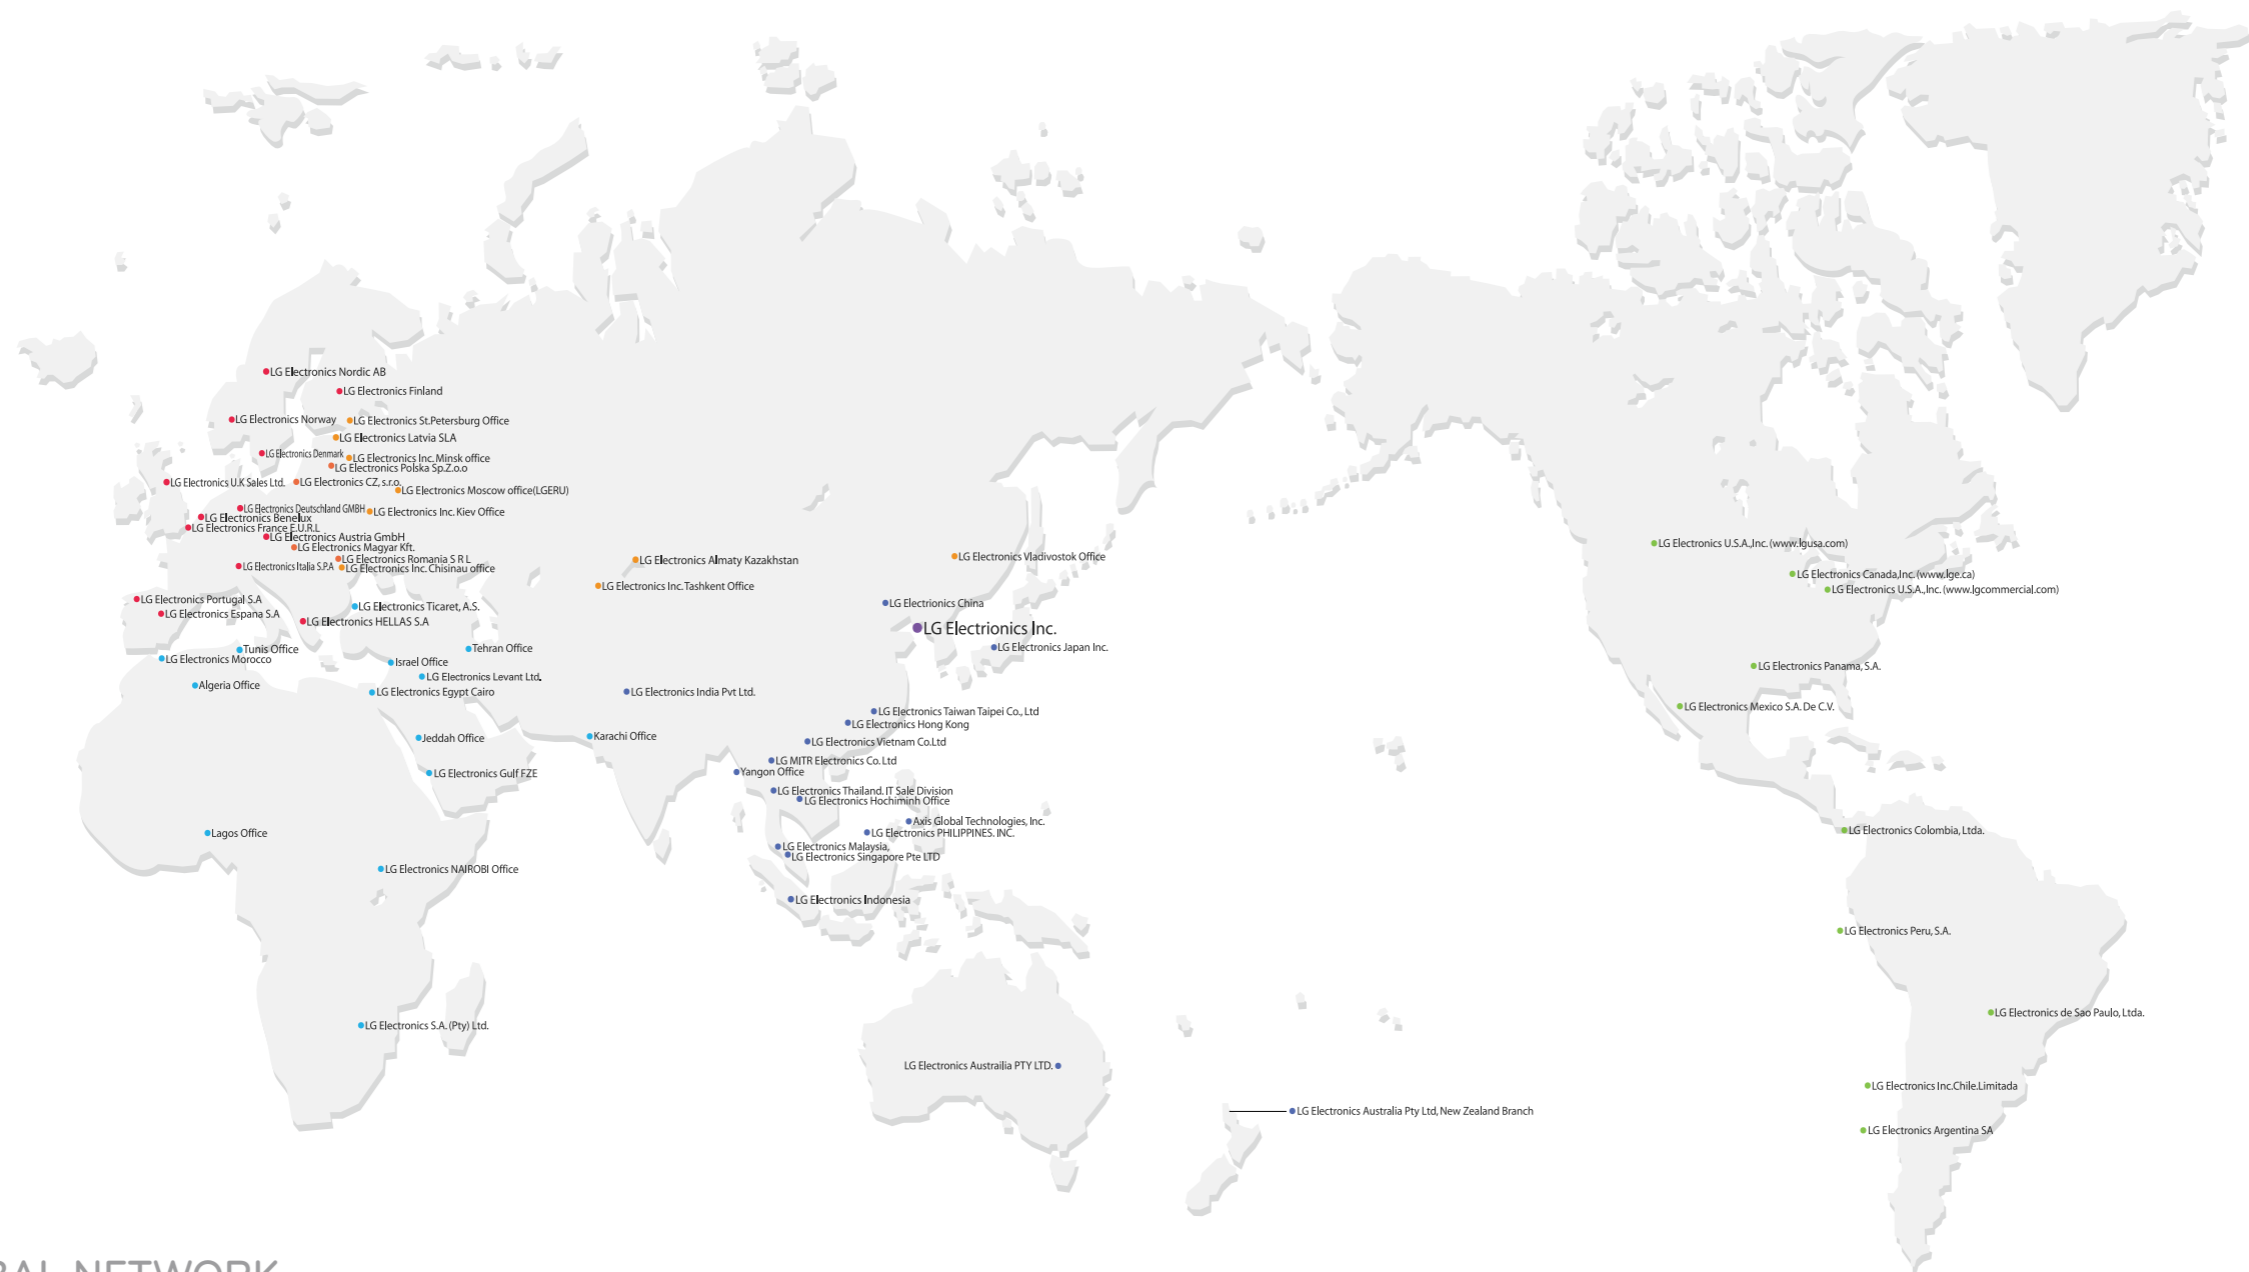 LG Electronics Nordic AB
LG Electronics Finland
LG Electronics Norway
LG Electronics St.Petersburg Office
LG Electronics Latvia SLA
LG Electronics Denmark
LG Electronics Inc. Minsk office
LG Electronics Polska Sp.Z.o.o
LG Electronics U.K Sales Ltd.
LG Electronics CZ, s.r.o.
LG Electronics Moscow office(LGERU)
LG Electronics Deutschland GMBH
LG Electronics Inc. Kiev Office
LG Electronics Benelux
LG Electronics France E.U.R.L
LG Electronics Austria GmbH
LG Electronics Magyar Kft.
LG Electronics Romania S R L
LG Electronics Italia S.P.A
LG Electronics Inc. Chisinau office
LG Electronics Portugal S.A
LG Electronics Espana S.A
LG Electronics Ticaret, A.S.
LG Electronics HELLAS S.A
Tunis Office
LG Electronics Morocco
Tehran Office
Israel Office
LG Electronics Levant Ltd.
Algeria Office
LG Electronics Egypt Cairo
Jeddah Office
LG Electronics Gulf FZE
Lagos Office
LG Electronics NAIROBI Office
LG Electronics S.A. (Pty) Ltd.
LG Electronics Almaty Kazakhstan
LG Electronics Inc. Tashkent Office
LG Electronics Vladivostok Office
LG Electrionics China
LG Electrionics Inc.
LG Electronics Japan Inc.
LG Electronics India Pvt Ltd.
Karachi Office
LG Electronics Taiwan Taipei Co., Ltd
LG Electronics Hong Kong
LG Electronics Vietnam Co.Ltd
LG MITR Electronics Co. Ltd
Yangon Office
LG Electronics Thailand. IT Sale Division
LG Electronics Hochiminh Office
Axis Global Technologies, Inc.
LG Electronics PHILIPPINES. INC.
LG Electronics Malaysia,
LG Electronics Singapore Pte LTD
LG Electronics Indonesia
LG Electronics Austrailia PTY LTD.
LG Electronics Australia Pty Ltd, New Zealand Branch
LG Electronics U.S.A.,Inc. (www.lgusa.com)
LG Electronics Canada,Inc. (www.lge.ca)
LG Electronics U.S.A.,Inc. (www.lgcommercial.com)
LG Electronics Panama, S.A.
LG Electronics Mexico S.A. De C.V.
LG Electronics Colombia, Ltda.
LG Electronics Peru, S.A.
LG Electronics de Sao Paulo, Ltda.
LG Electronics Inc.Chile.Limitada
LG Electronics Argentina SA